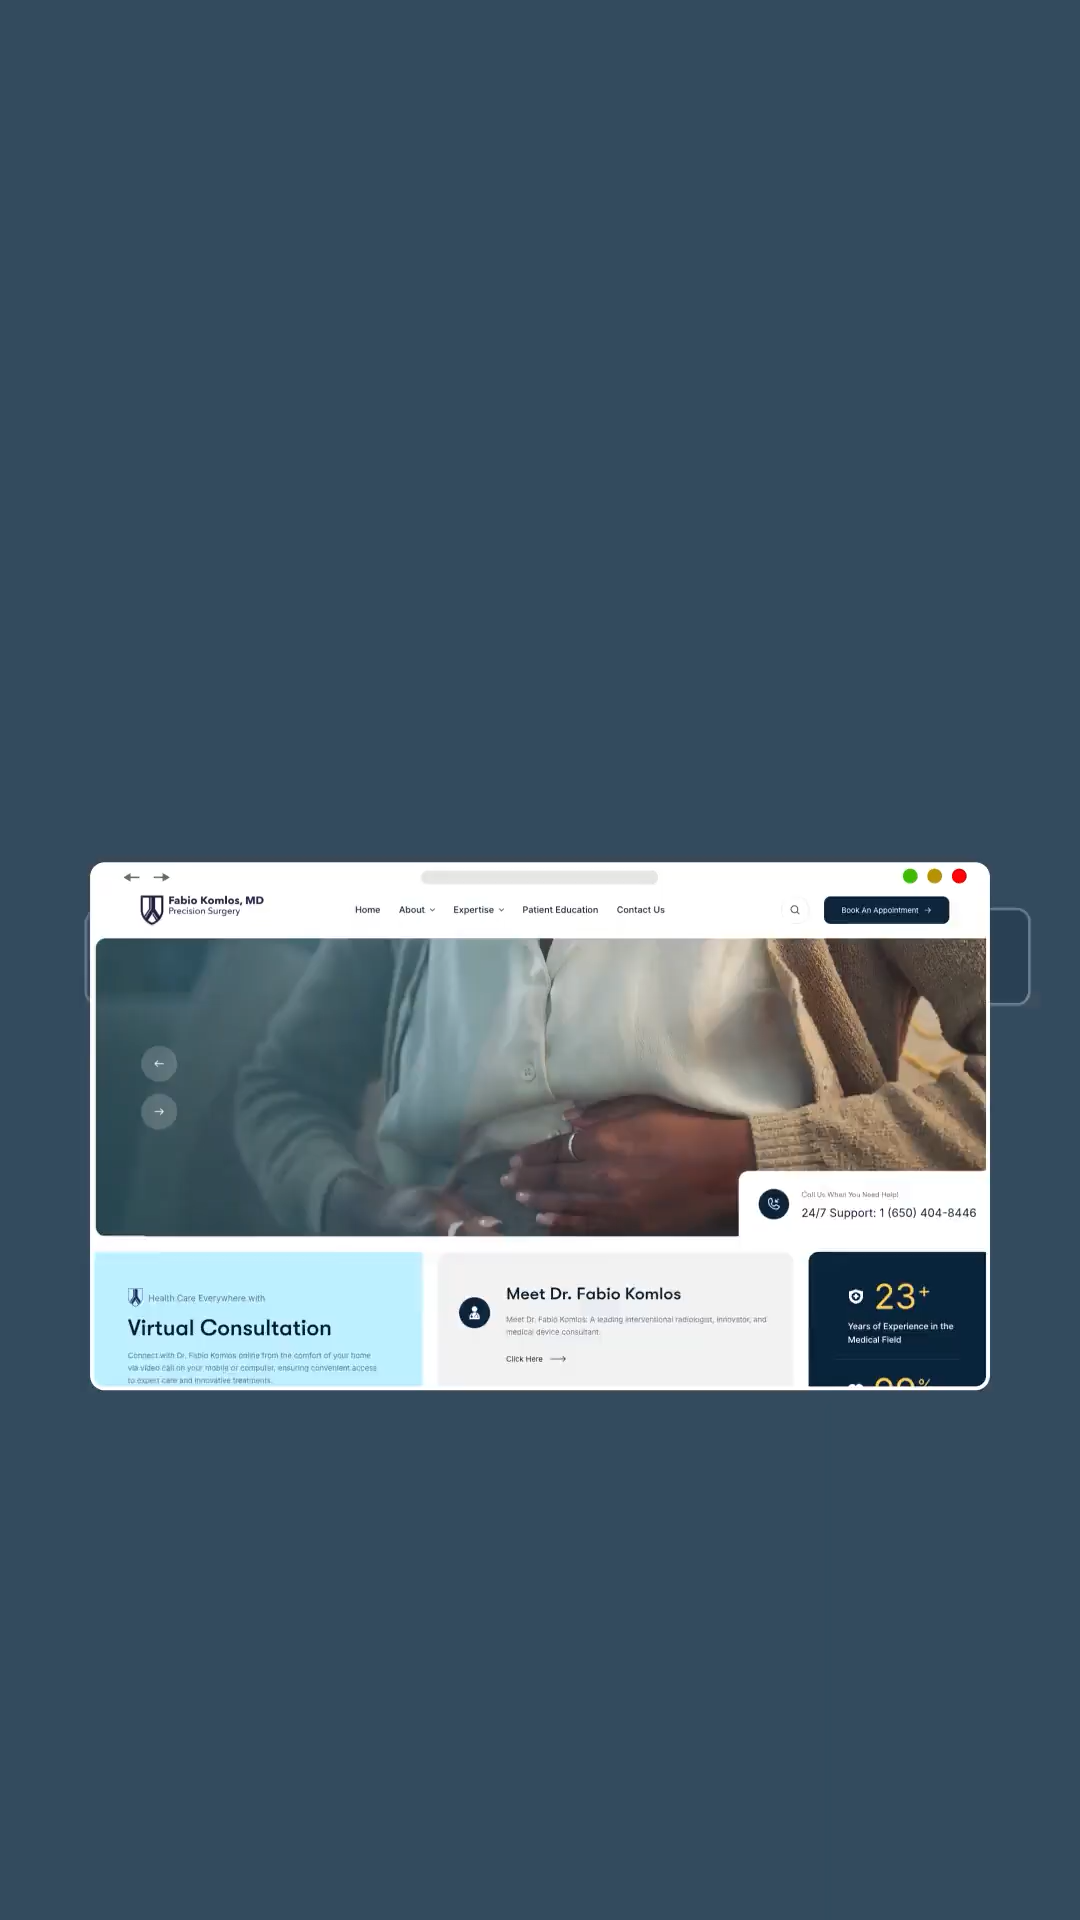 Fabio Komlos, MD
Precision Surgery
Home
About
Expertise
Patient Education
Contact Us
Book An Appointment
Call Us When You Need Help!
24/7 Support: 1 (650) 404-8446
Health Care Everywhere with
Virtual Consultation
Connect with Dr. Fabio Komlos online from the comfort of your home
via video call on your mobile or computer, ensuring convenient access
to expert care and innovative treatments.
Meet Dr. Fabio Komlos
Meet Dr. Fabio Komlos: A leading interventional radiologist, innovator, and
medical device consultant.
Click Here
23+
Years of Experience in the
Medical Field